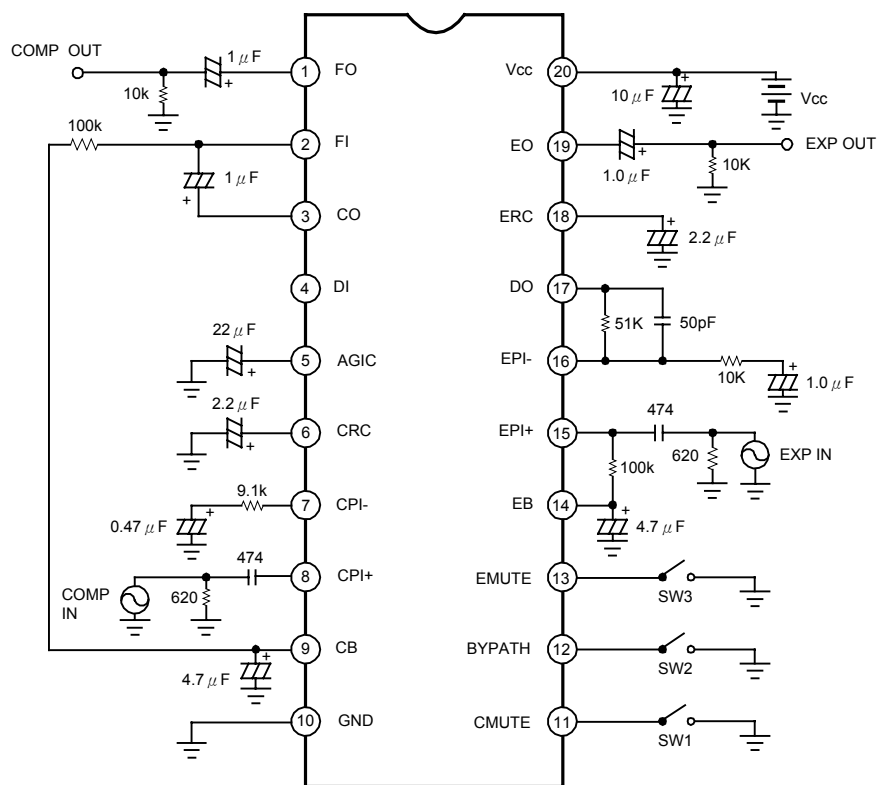 COMP OUT
1μF
+
10k
1
FO
100k
2
FI
1μF
+
3
CO
4
DI
22μF
+
5
AGIC
2.2μF
+
6
CRC
9.1k
+
0.47μF
7
CPI-
474
8
CPI+
COMP
IN
620
9
CB
+
4.7μF
10
GND
Vcc
20
+
10μF
Vcc
EO
19
+
1.0μF
10K
EXP OUT
ERC
18
+
2.2μF
DO
17
51K
50pF
EPI-
16
10K
+
1.0μF
EPI+
15
474
100k
620
EXP IN
EB
14
+
4.7μF
EMUTE
13
SW3
BYPATH
12
SW2
CMUTE
11
SW1